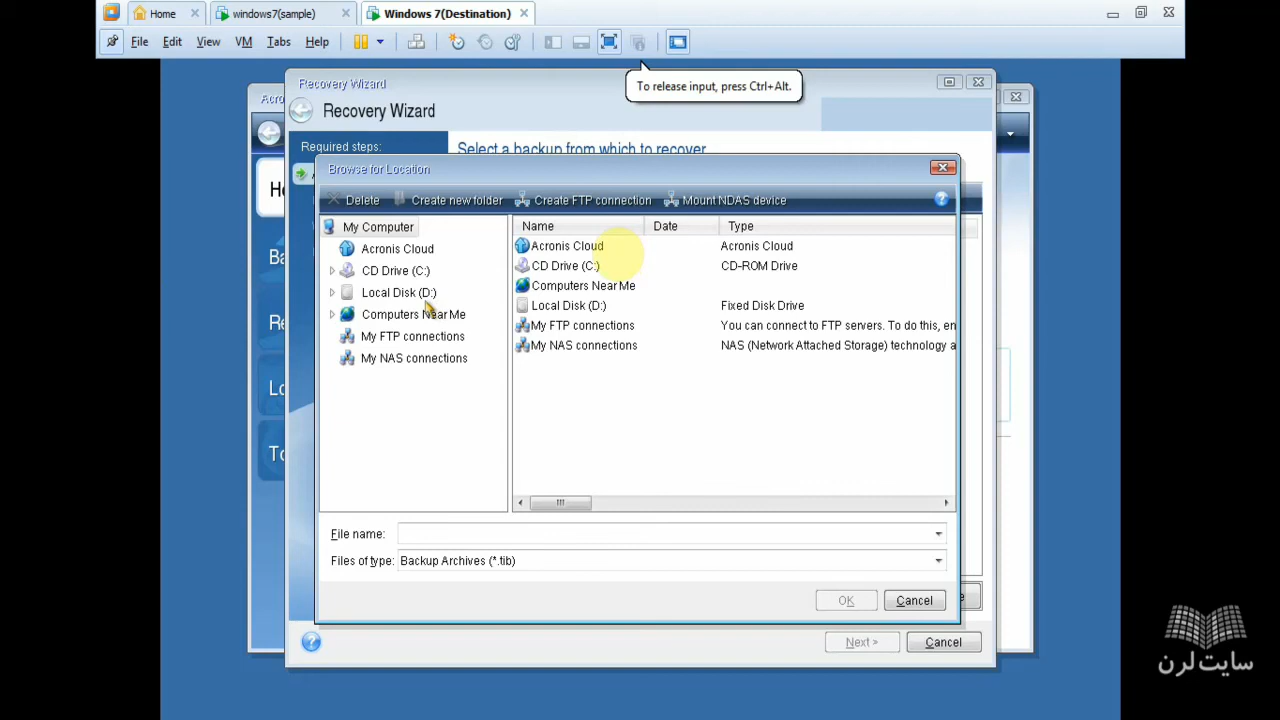 Home
windows7(sample)
Windows 7(Destination)
File Edit View VM Tabs Help
To release input, press Ctrl+Alt.
Recovery Wizard
Recovery Wizard
Required steps:
Select a backup from which to recover
Browse for Location
Delete Create new folder Create FTP connection Mount NDAS device
My Computer
Acronis Cloud
CD Drive (C:)
Local Disk (D:)
Computers Near Me
My FTP connections
My NAS connections
Name Date Type
Acronis Cloud Acronis Cloud
CD Drive (C:) CD-ROM Drive
Computers Near Me
Local Disk (D:) Fixed Disk Drive
My FTP connections You can connect to FTP servers. To do this, en
My NAS connections NAS (Network Attached Storage) technology a
File name:
Files of type: Backup Archives (*.tib)
OK Cancel
Next > Cancel
سایت لرن